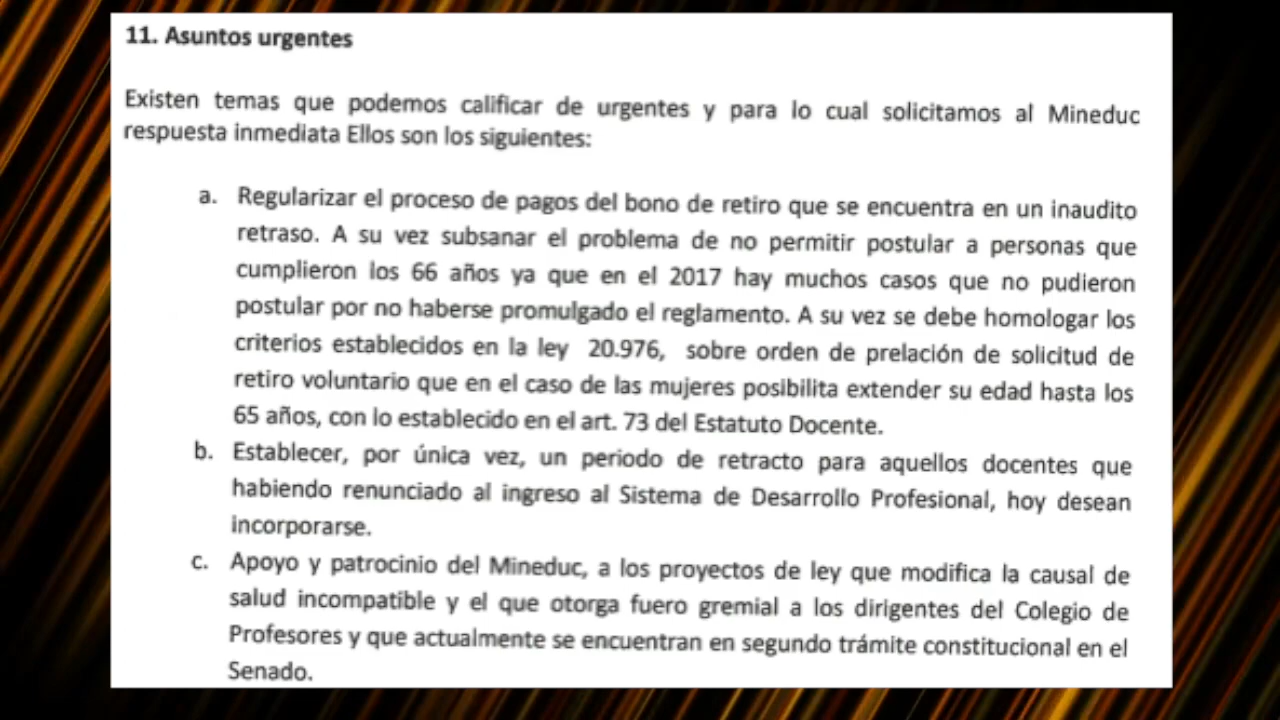 11. Asuntos urgentes
Existen temas que podemos calificar de urgentes y para lo cual solicitamos al Mineduc
respuesta inmediata Ellos son los siguientes:
a. Regularizar el proceso de pagos del bono de retiro que se encuentra en un inaudito
retraso. A su vez subsanar el problema de no permitir postular a personas que
cumplieron los 66 años ya que en el 2017 hay muchos casos que no pudieron
postular por no haberse promulgado el reglamento. A su vez se debe homologar los
criterios establecidos en la ley 20.976, sobre orden de prelación de solicitud de
retiro voluntario que en el caso de las mujeres posibilita extender su edad hasta los
65 años, con lo establecido en el art. 73 del Estatuto Docente.
b. Establecer, por única vez, un periodo de retracto para aquellos docentes que
habiendo renunciado al ingreso al Sistema de Desarrollo Profesional, hoy desean
incorporarse.
c. Apoyo y patrocinio del Mineduc, a los proyectos de ley que modifica la causal de
salud incompatible y el que otorga fuero gremial a los dirigentes del Colegio de
Profesores y que actualmente se encuentran en segundo trámite constitucional en el
Senado.